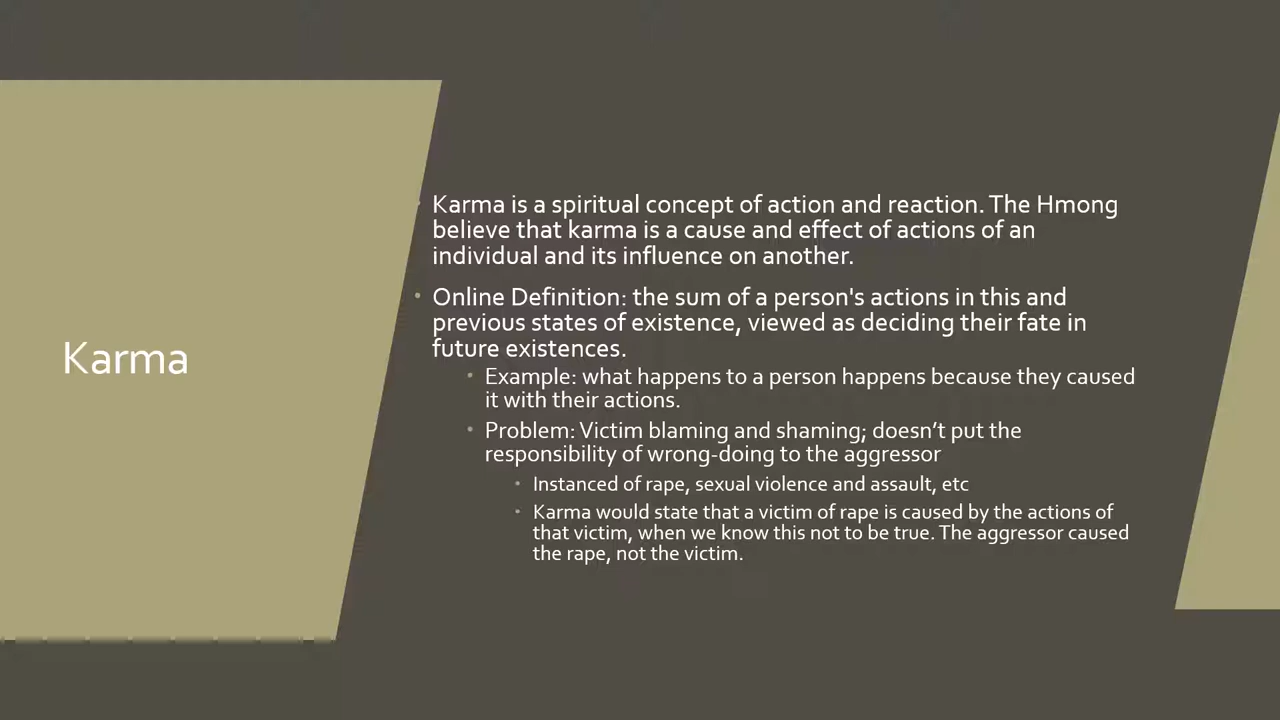 Karma
Karma is a spiritual concept of action and reaction. The Hmong
believe that karma is a cause and effect of actions of an
individual and its influence on another.
Online Definition: the sum of a person's actions in this and
previous states of existence, viewed as deciding their fate in
future existences.
Example: what happens to a person happens because they caused
it with their actions.
Problem: Victim blaming and shaming; doesn’t put the
responsibility of wrong-doing to the aggressor
Instanced of rape, sexual violence and assault, etc
Karma would state that a victim of rape is caused by the actions of
that victim, when we know this not to be true. The aggressor caused
the rape, not the victim.